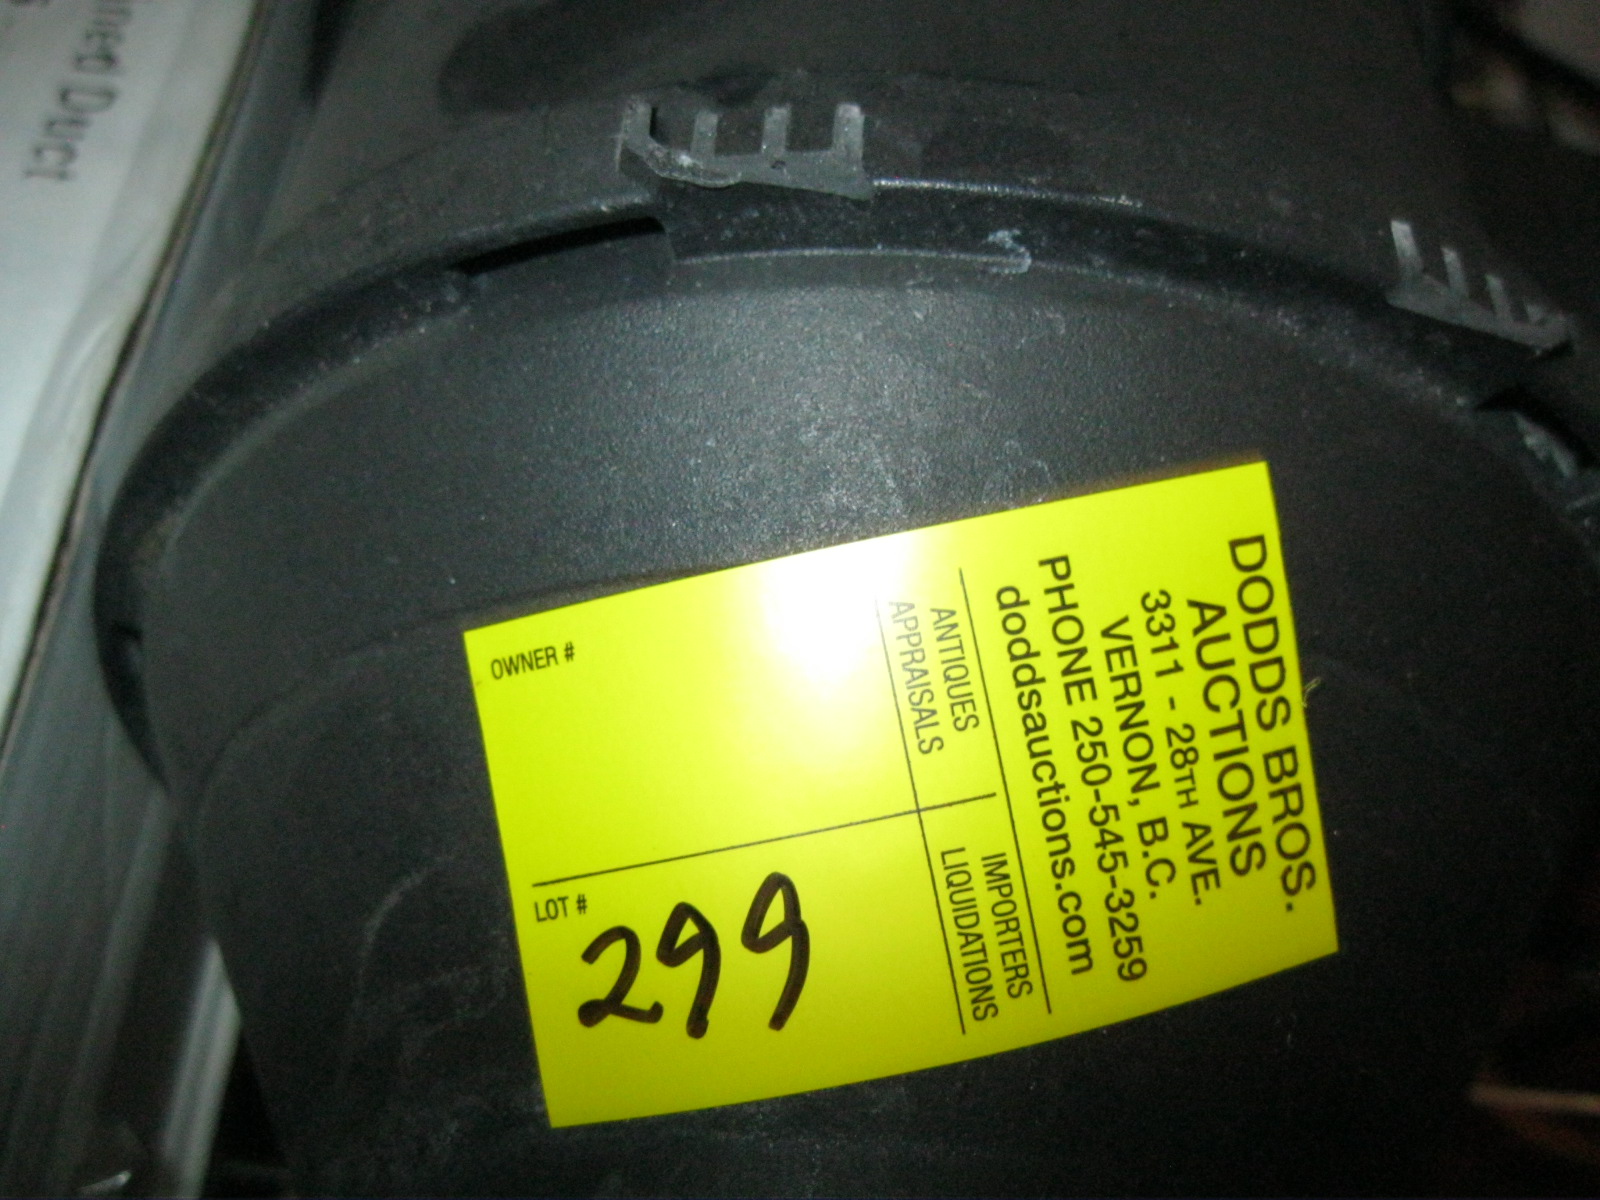 DODDS BROS.
AUCTIONS
3311 - 28TH AVE.
VERNON, B.C.
PHONE 250-545-3259
doddsauctions.com
ANTIQUES
APPRAISALS
IMPORTERS
LIQUIDATIONS
OWNER #
LOT #
299